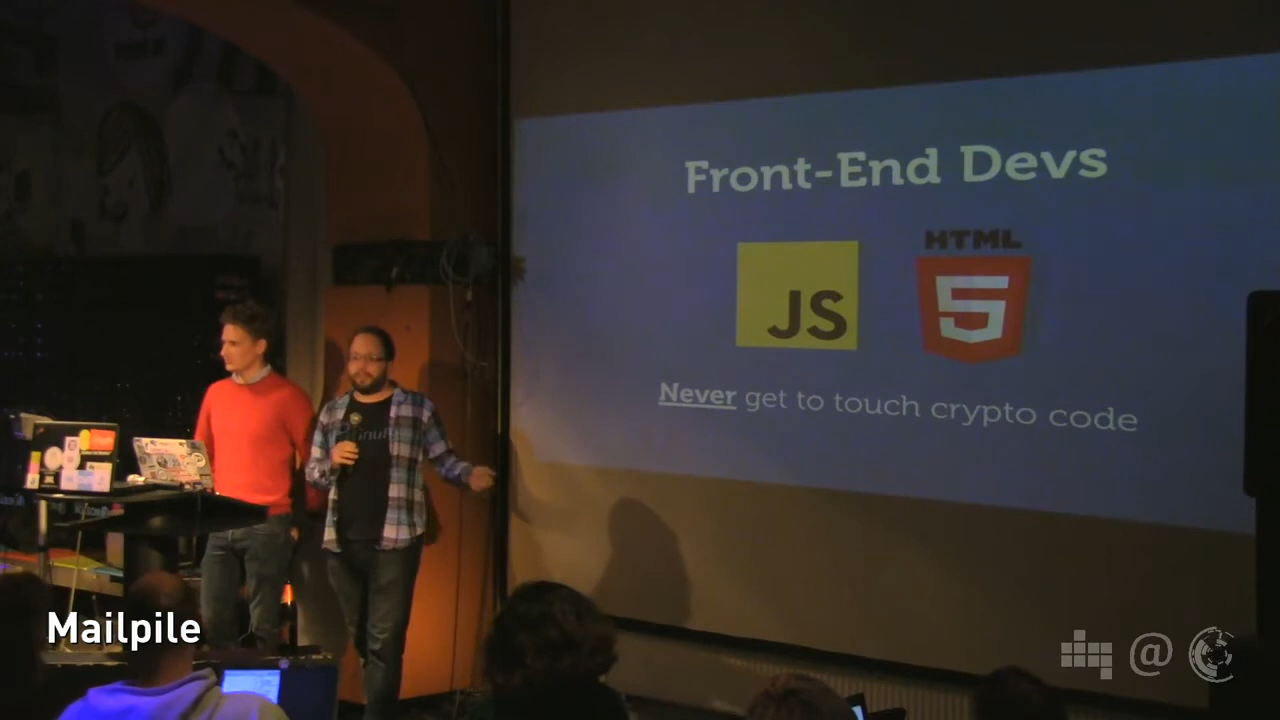 Front-End Devs
JS
HTML
5
Never get to touch crypto code
Mailpile
@